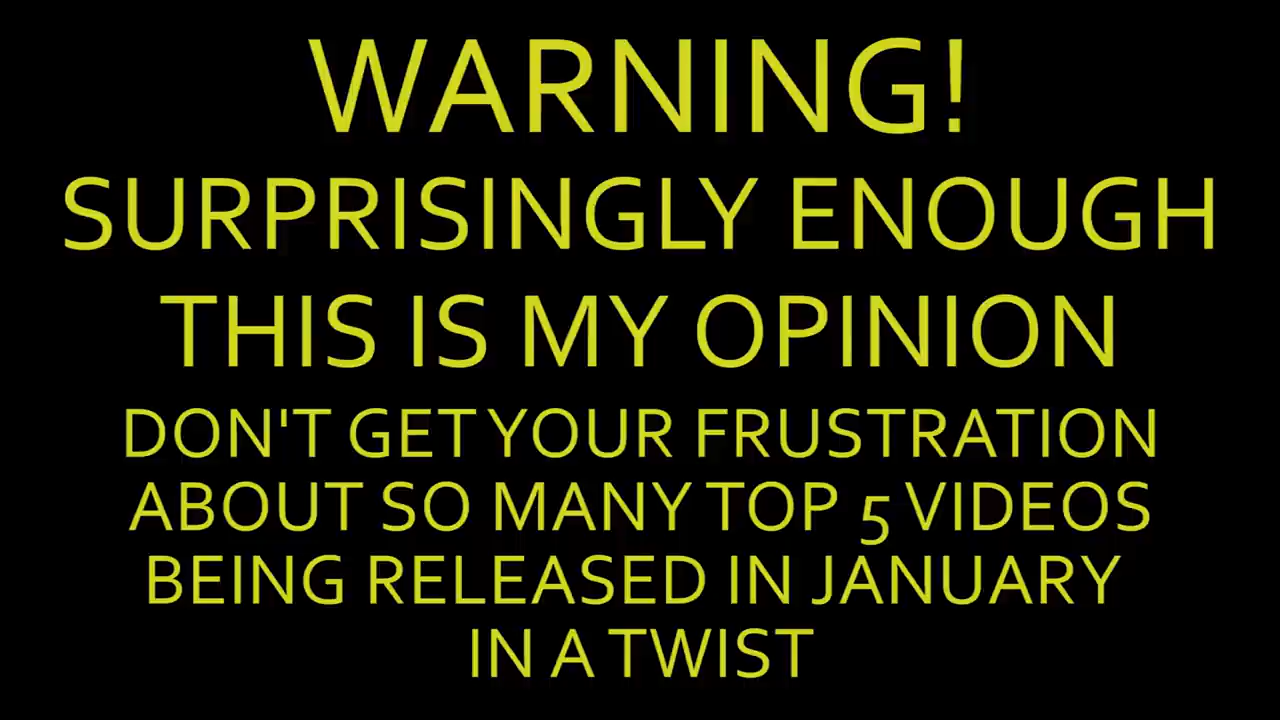 WARNING!
SURPRISINGLY ENOUGH
THIS IS MY OPINION
DON'T GET YOUR FRUSTRATION
ABOUT SO MANY TOP 5 VIDEOS
BEING RELEASED IN JANUARY
IN A TWIST